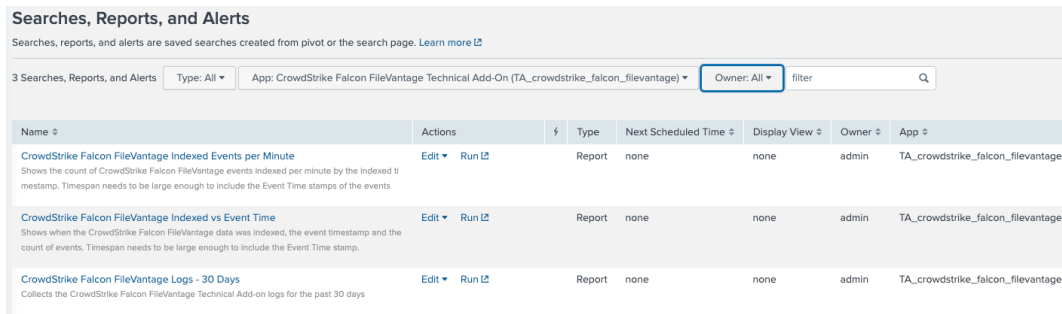 Searches, Reports, and Alerts
Searches, reports, and alerts are saved searches created from pivot or the search page. Learn more
3 Searches, Reports, and Alerts Type: All App: CrowdStrike Falcon FileVantage Technical Add-On (TA_crowdstrike_falcon_filevantage) Owner: All filter
Name Actions Type Next Scheduled Time Display View Owner App
CrowdStrike Falcon FileVantage Indexed Events per Minute Edit Run Report none none admin TA_crowdstrike_falcon_filevantage
Shows the count of CrowdStrike Falcon FileVantage events indexed per minute by the indexed ti
mestamp. Timespan needs to be large enough to include the Event Time stamps of the events
CrowdStrike Falcon FileVantage Indexed vs Event Time Edit Run Report none none admin TA_crowdstrike_falcon_filevantage
Shows when the CrowdStrike Falcon FileVantage data was indexed, the event timestamp and the
count of events. Timespan needs to be large enough to include the Event Time stamp.
CrowdStrike Falcon FileVantage Logs - 30 Days Edit Run Report none none admin TA_crowdstrike_falcon_filevantage
Collects the CrowdStrike Falcon FileVantage Technical Add-on logs for the past 30 days